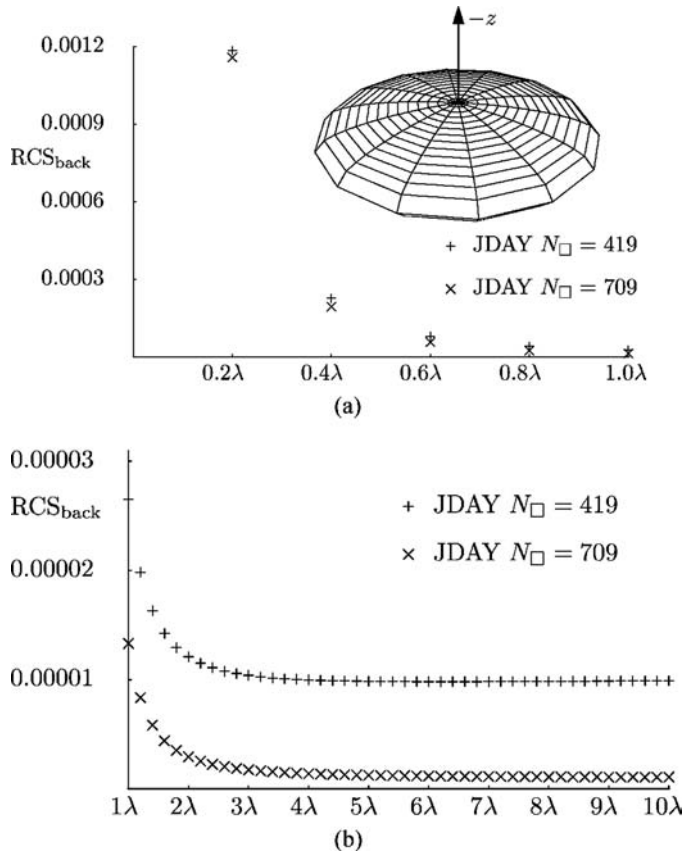 −z
0.0012
0.0009
RCS_back
0.0006
0.0003
+ JDAY N□ = 419
× JDAY N□ = 709
0.2λ 0.4λ 0.6λ 0.8λ 1.0λ
(a)
0.00003
RCS_back
0.00002
0.00001
+ JDAY N□ = 419
× JDAY N□ = 709
1λ 2λ 3λ 4λ 5λ 6λ 7λ 8λ 9λ 10λ
(b)